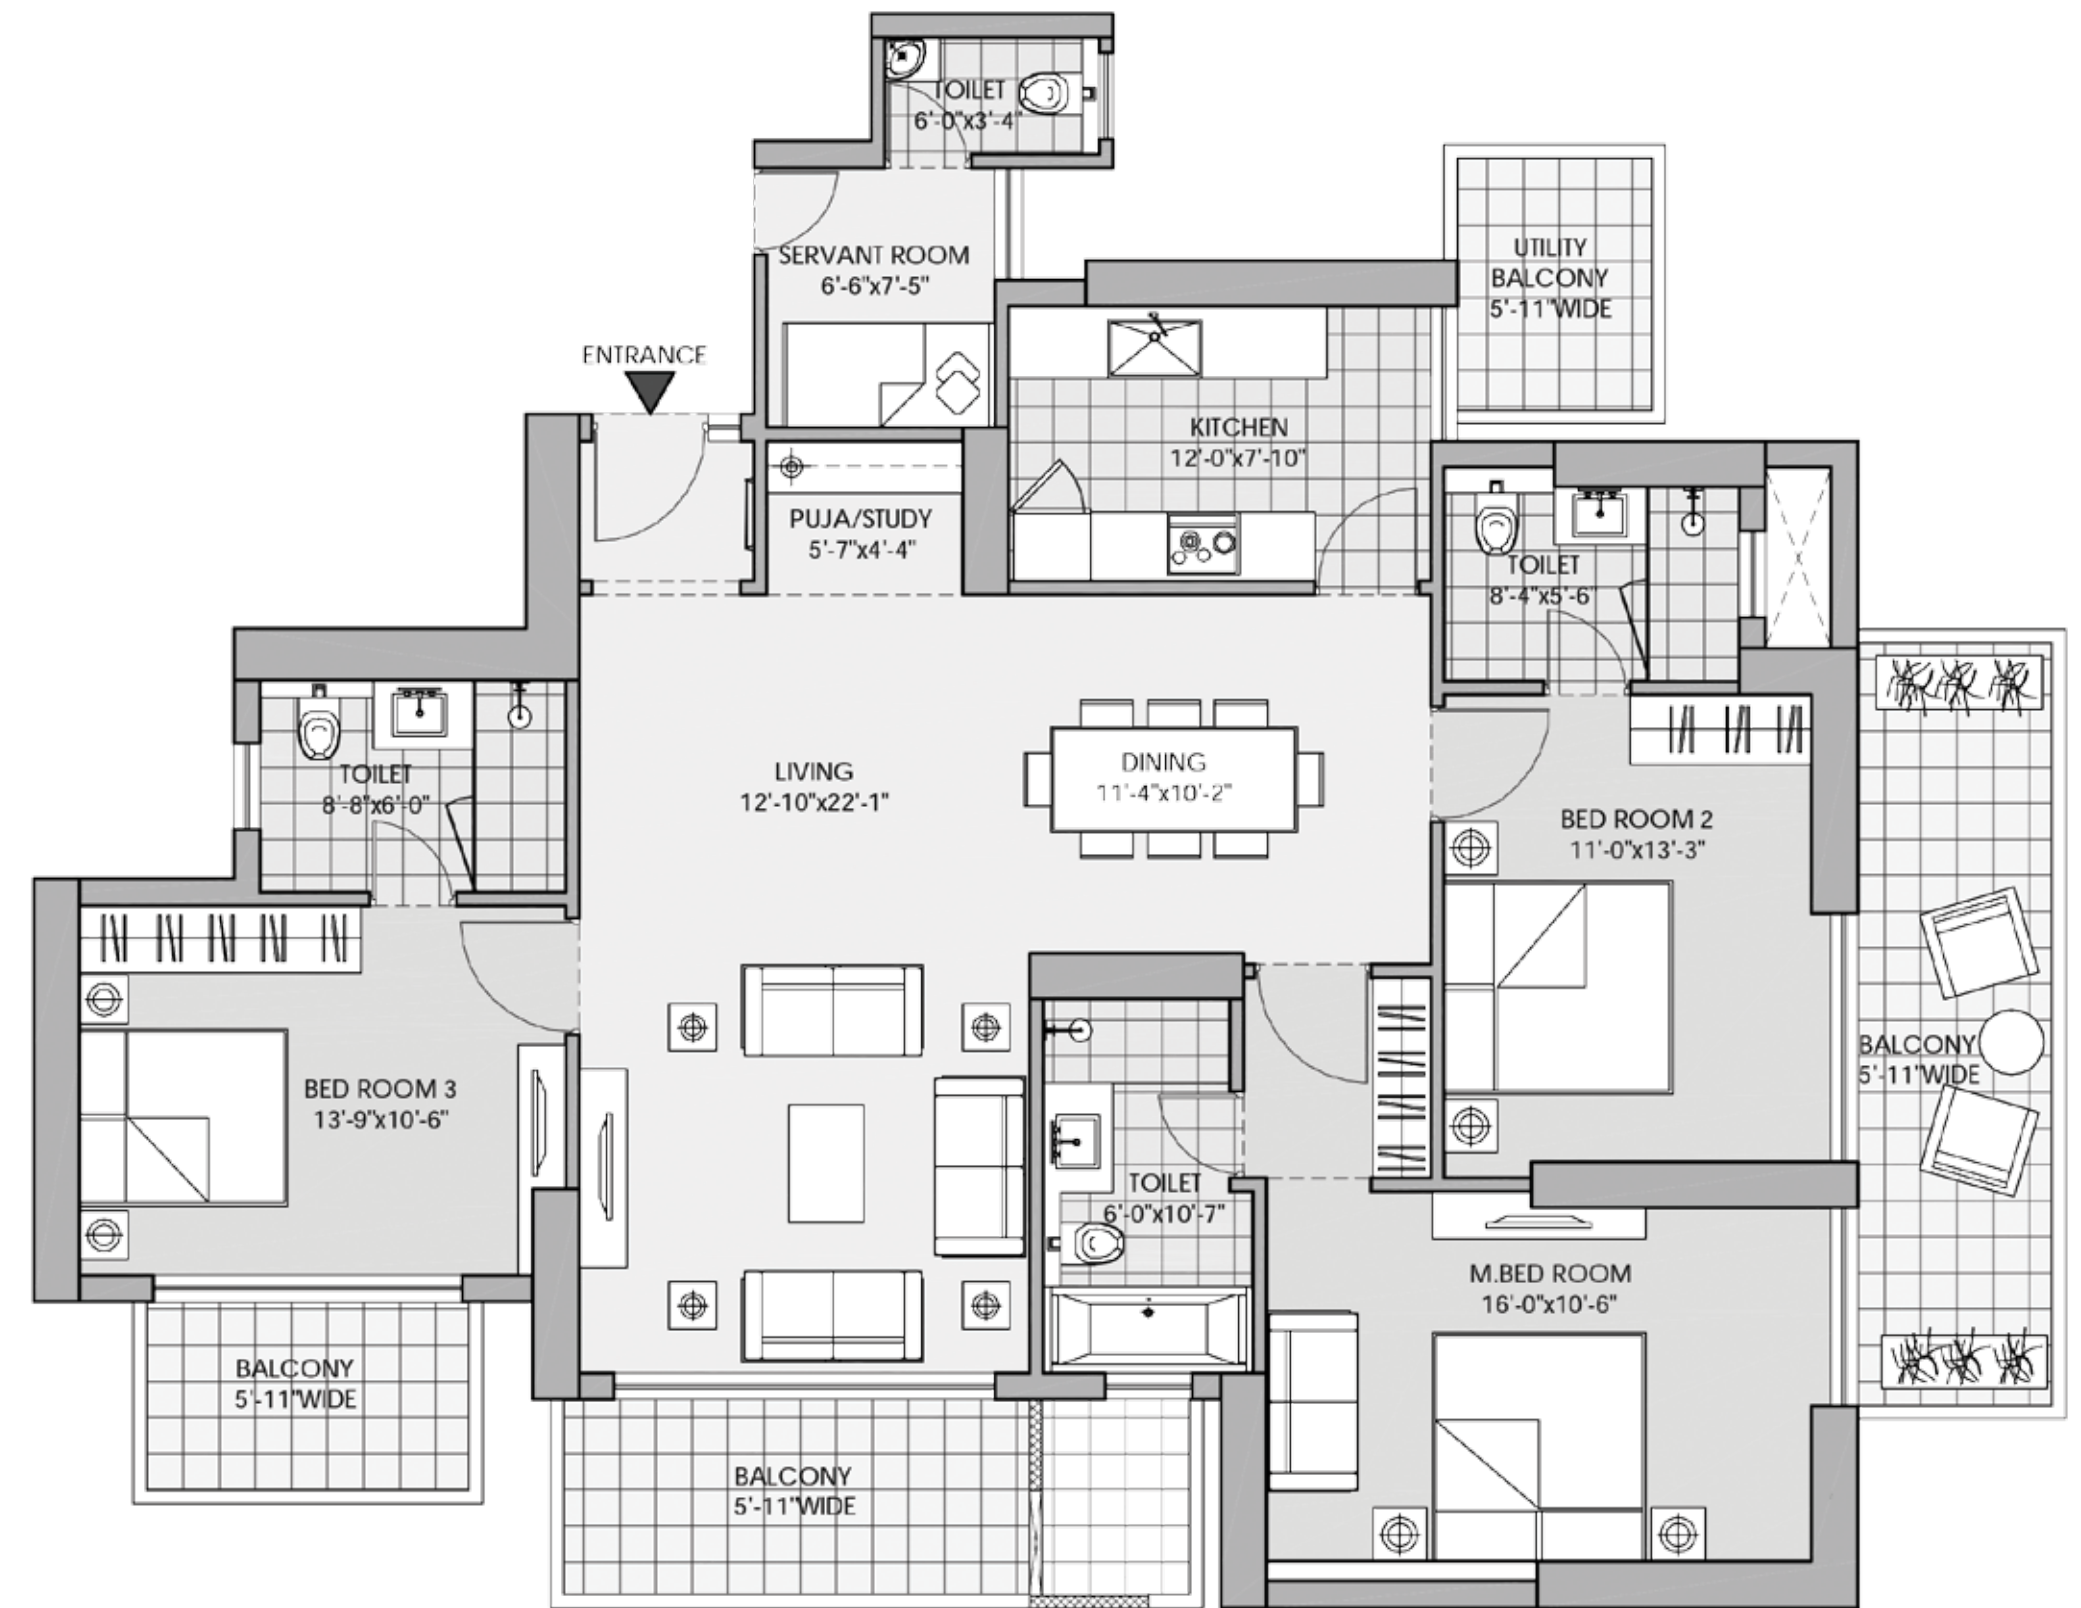 TOILET
6'-0"x3'-4"
SERVANT ROOM
6'-6"x7'-5"
UTILITY
BALCONY
5'-11"WIDE
ENTRANCE
KITCHEN
12'-0"x7'-10"
PUJA/STUDY
5'-7"x4'-4"
TOILET
8'-4"x5'-6"
TOILET
8'-8"x6'-0"
LIVING
12'-10"x22'-1"
DINING
11'-4"x10'-2"
BED ROOM 2
11'-0"x13'-3"
BED ROOM 3
13'-9"x10'-6"
BALCONY
5'-11"WIDE
TOILET
6'-0"x10'-7"
M.BED ROOM
16'-0"x10'-6"
BALCONY
5'-11"WIDE
BALCONY
5'-11"WIDE